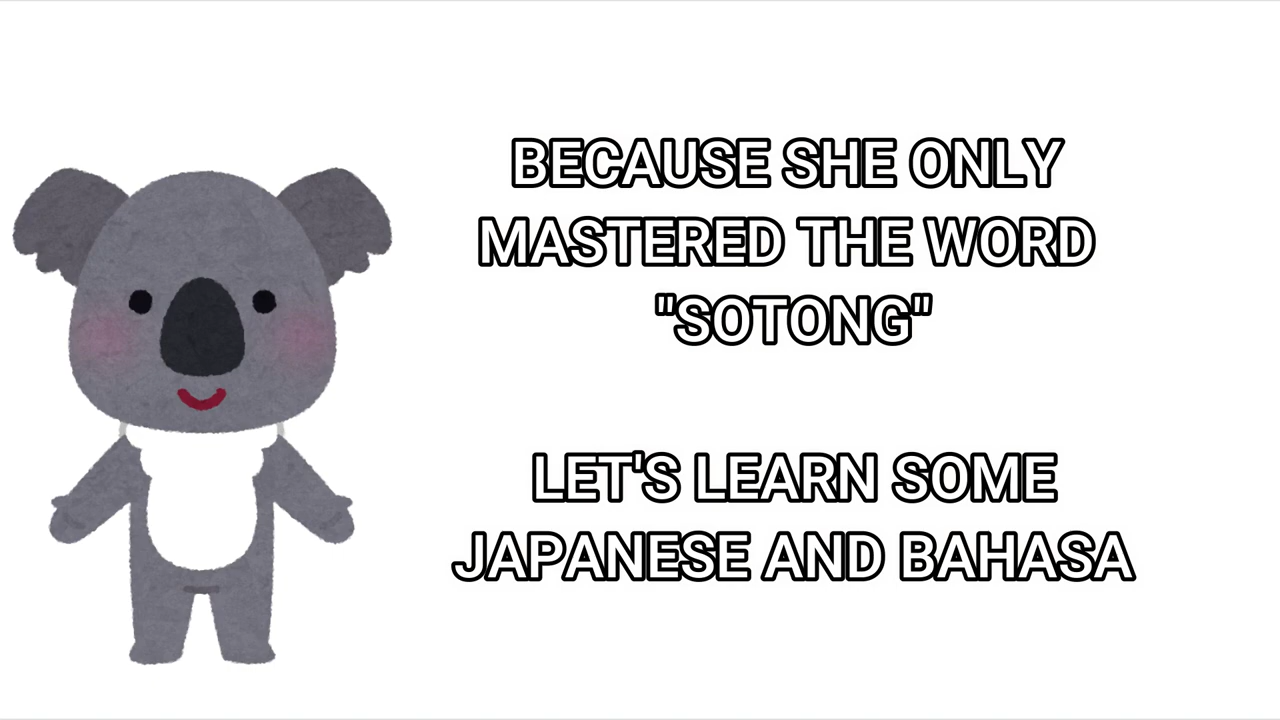 BECAUSE SHE ONLY
MASTERED THE WORD
"SOTONG"
LET'S LEARN SOME
JAPANESE AND BAHASA